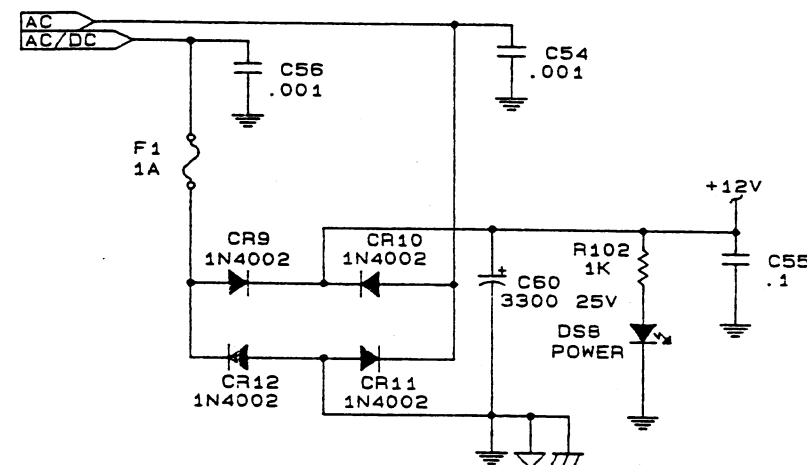 AC
AC/DC
C56
.001
C54
.001
F1
1A
+12V
CR9
1N4002
CR10
1N4002
R102
1K
C60
3300 25V
C55
.1
DS8
POWER
CR12
1N4002
CR11
1N4002